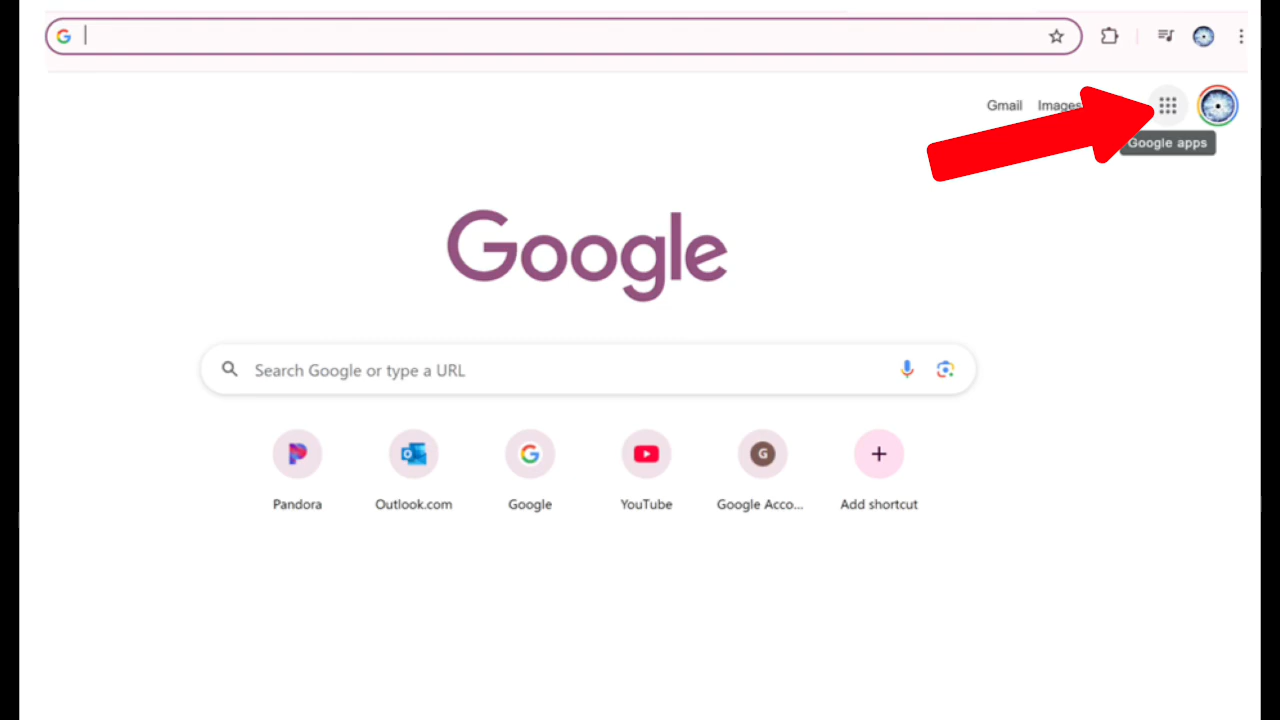 Gmail Images
Google apps
Google
Search Google or type a URL
G
Pandora Outlook.com Google YouTube Google Acco... Add shortcut